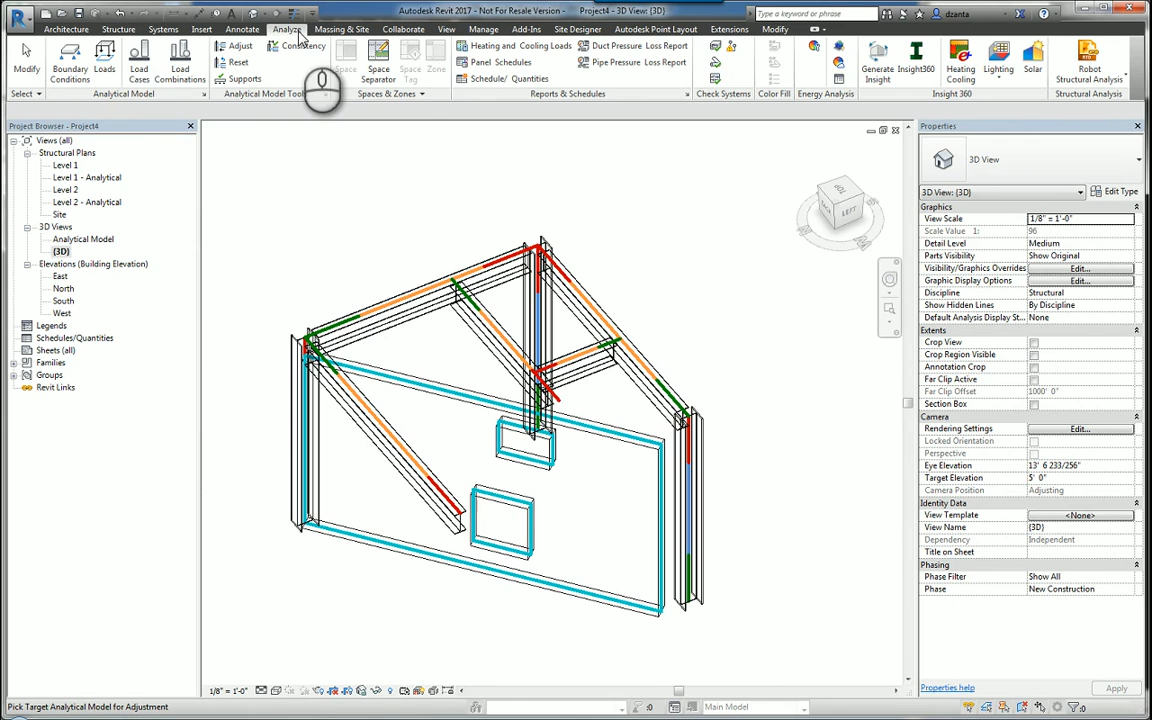 Autodesk Revit 2017 - Not For Resale Version - Project4 - 3D View: {3D}
Type a keyword or phrase
dzanta
Architecture Structure Systems Insert Annotate Analyze Massing & Site Collaborate View Manage Add-Ins Site Designer Autodesk Point Layout Extensions Modify
Modify
Boundary Conditions
Loads
Load Cases
Load Combinations
Adjust
Reset
Supports
Consistency
Space
Space Separator
Space Tag
Zone
Heating and Cooling Loads
Panel Schedules
Schedule/ Quantities
Duct Pressure Loss Report
Pipe Pressure Loss Report
Generate Insight
Insight360
Heating Cooling
Lighting
Solar
Robot Structural Analysis
Select
Analytical Model
Analytical Model Tools
Spaces & Zones
Reports & Schedules
Check Systems
Color Fill
Energy Analysis
Insight 360
Structural Analysis
Project Browser - Project4
Views (all)
Structural Plans
Level 1
Level 1 - Analytical
Level 2
Level 2 - Analytical
Site
3D Views
Analytical Model
{3D}
Elevations (Building Elevation)
East
North
South
West
Legends
Schedules/Quantities
Sheets (all)
Families
Groups
Revit Links
TOP
LEFT
BACK
Properties
3D View
3D View: {3D}
Edit Type
Graphics
View Scale 1/8" = 1'-0"
Scale Value 1: 96
Detail Level Medium
Parts Visibility Show Original
Visibility/Graphics Overrides Edit...
Graphic Display Options Edit...
Discipline Structural
Show Hidden Lines By Discipline
Default Analysis Display St... None
Extents
Crop View
Crop Region Visible
Annotation Crop
Far Clip Active
Far Clip Offset 1000' 0"
Section Box
Camera
Rendering Settings Edit...
Locked Orientation
Perspective
Eye Elevation 13' 6 233/256"
Target Elevation 5' 0"
Camera Position Adjusting
Identity Data
View Template <None>
View Name {3D}
Dependency Independent
Title on Sheet
Phasing
Phase Filter Show All
Phase New Construction
Properties help
Apply
1/8" = 1'-0"
Pick Target Analytical Model for Adjustment
:0
Main Model
:0